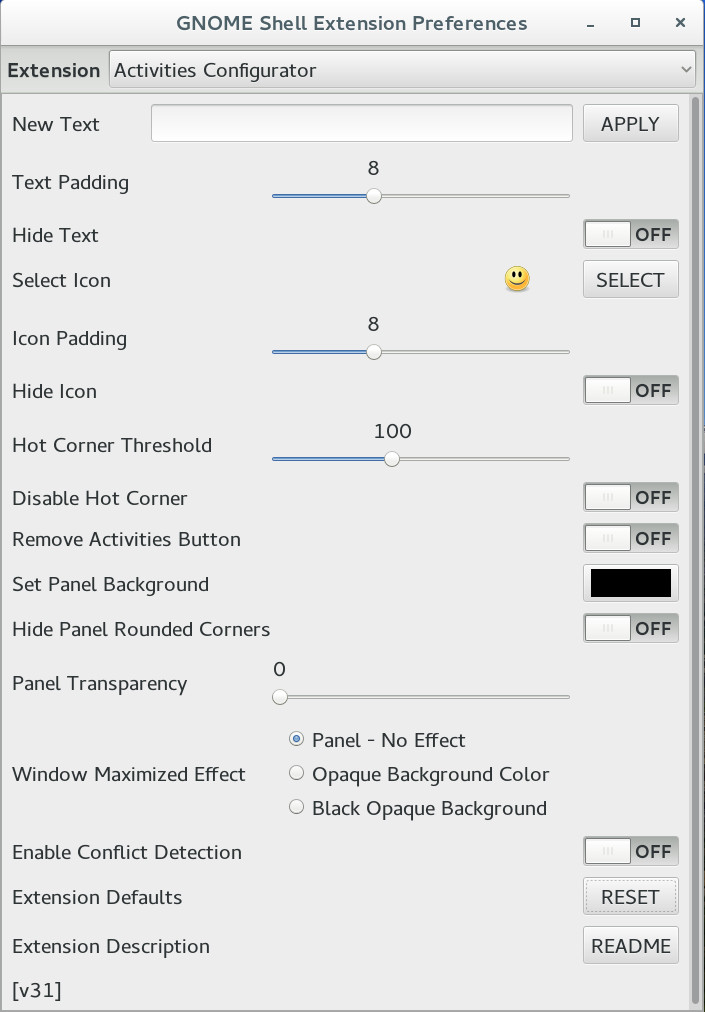 GNOME Shell Extension Preferences
Extension Activities Configurator
New Text APPLY
8
Text Padding
Hide Text OFF
Select Icon SELECT
8
Icon Padding
Hide Icon OFF
100
Hot Corner Threshold
Disable Hot Corner OFF
Remove Activities Button OFF
Set Panel Background
Hide Panel Rounded Corners OFF
0
Panel Transparency
Panel - No Effect
Window Maximized Effect Opaque Background Color
Black Opaque Background
Enable Conflict Detection OFF
Extension Defaults RESET
Extension Description README
[v31]